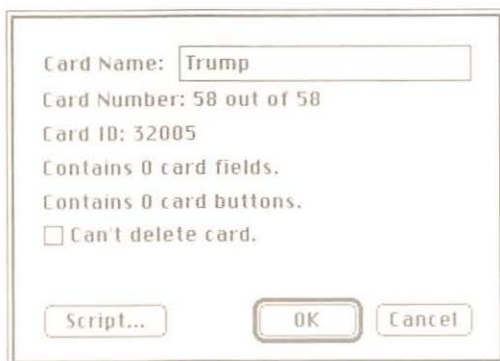 Card Name: Trump
Card Number: 58 out of 58
Card ID: 32005
Contains 0 card fields.
Contains 0 card buttons.
Can't delete card.
Script... OK Cancel